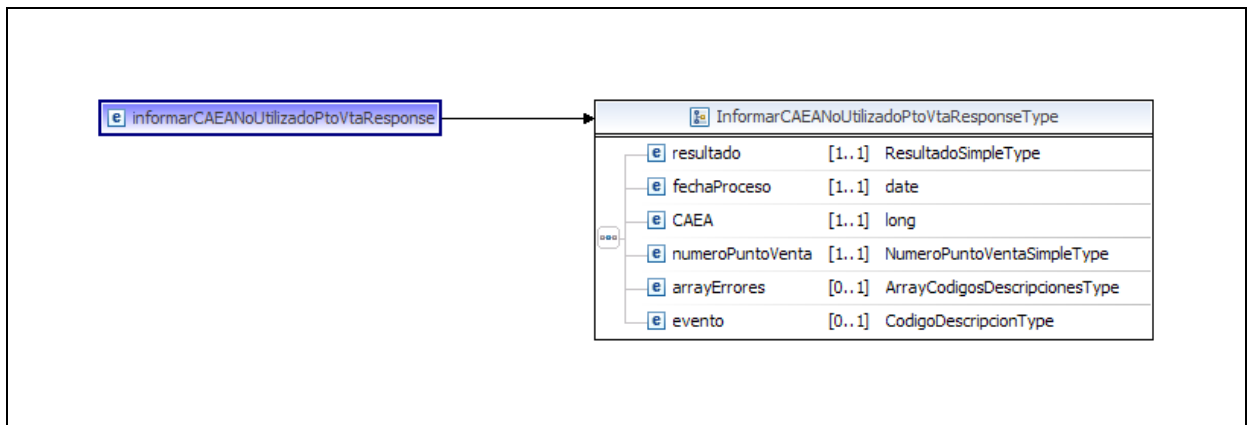 informarCAEANoUtilizadoPtoVtaResponse
InformarCAEANoUtilizadoPtoVtaResponseType
resultado [1..1] ResultadoSimpleType
fechaProceso [1..1] date
CAEA [1..1] long
numeroPuntoVenta [1..1] NumeroPuntoVentaSimpleType
arrayErrores [0..1] ArrayCodigosDescripcionesType
evento [0..1] CodigoDescripcionType